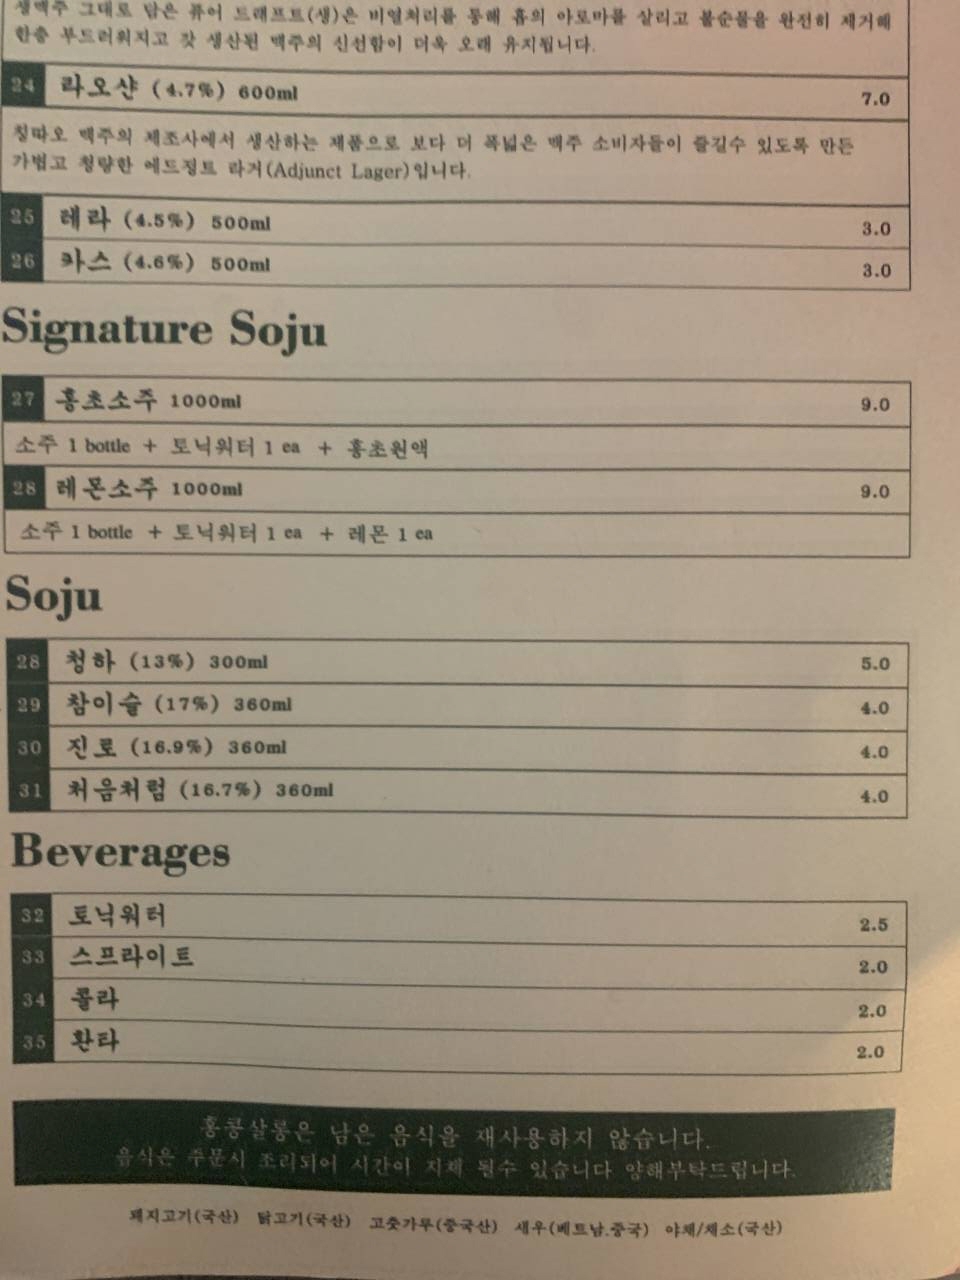 생맥주 그대로 담은 퓨어 드래프트(생)은 비열처리를 통해 홉의 아로마를 살리고 불순물을 완전히 제거해
한층 부드러워지고 갓 생산된 맥주의 신선함이 더욱 오래 유지됩니다.
24 라오샨 (4.7%) 600ml 7.0
칭따오 맥주의 제조사에서 생산하는 제품으로 보다 더 폭넓은 맥주 소비자들이 즐길수 있도록 만든
가볍고 청량한 에드정트 라거(Adjunct Lager)입니다.
25 테라 (4.5%) 500ml 3.0
26 카스 (4.6%) 500ml 3.0
Signature Soju
27 홍초소주 1000ml 9.0
소주 1 bottle + 토닉워터 1 ea + 홍초원액
28 레몬소주 1000ml 9.0
소주 1 bottle + 토닉워터 1 ea + 레몬 1 ea
Soju
28 청하 (13%) 300ml 5.0
29 참이슬 (17%) 360ml 4.0
30 진로 (16.9%) 360ml 4.0
31 처음처럼 (16.7%) 360ml 4.0
Beverages
32 토닉워터 2.5
33 스프라이트 2.0
34 콜라 2.0
35 환타 2.0
홍콩살롱은 남은 음식을 재사용하지 않습니다.
음식은 주문시 조리되어 시간이 지체 될수 있습니다 양해부탁드립니다.
돼지고기(국산) 닭고기(국산) 고춧가루(중국산) 새우(베트남.중국) 야채/채소(국산)